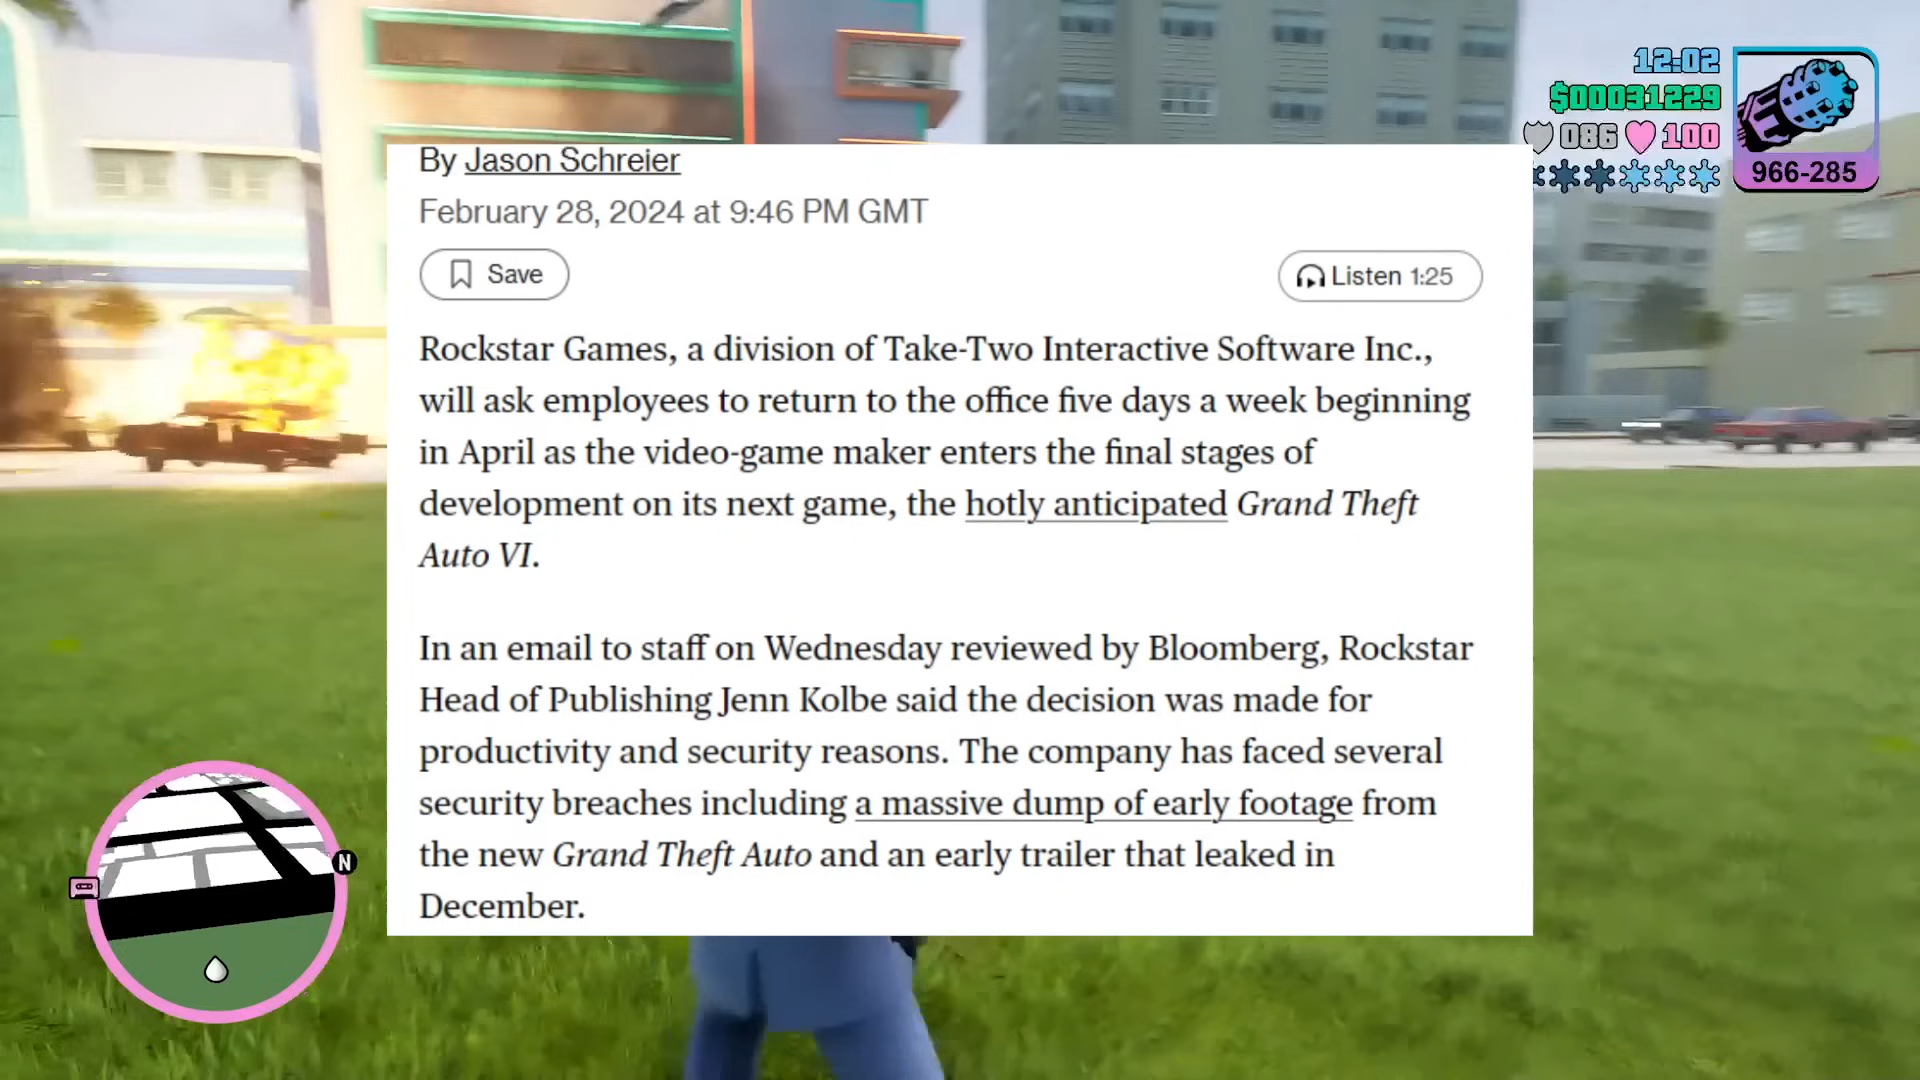 12:02
$00031229
086 100
966-285
By Jason Schreier
February 28, 2024 at 9:46 PM GMT
Save
Listen 1:25
Rockstar Games, a division of Take-Two Interactive Software Inc.,
will ask employees to return to the office five days a week beginning
in April as the video-game maker enters the final stages of
development on its next game, the hotly anticipated Grand Theft
Auto VI.
In an email to staff on Wednesday reviewed by Bloomberg, Rockstar
Head of Publishing Jenn Kolbe said the decision was made for
productivity and security reasons. The company has faced several
security breaches including a massive dump of early footage from
the new Grand Theft Auto and an early trailer that leaked in
December.
N